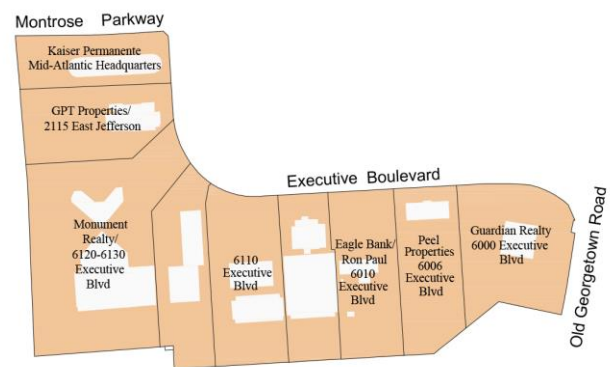 Montrose Parkway
Kaiser Permanente
Mid-Atlantic Headquarters
GPT Properties/
2115 East Jefferson
Executive Boulevard
Monument
Realty/
6120-6130
Executive
Blvd
6110
Executive
Blvd
Eagle Bank/
Ron Paul
6010
Executive
Blvd
Peel
Properties
6006
Executive
Blvd
Guardian Realty
6000 Executive
Blvd
Old Georgetown Road